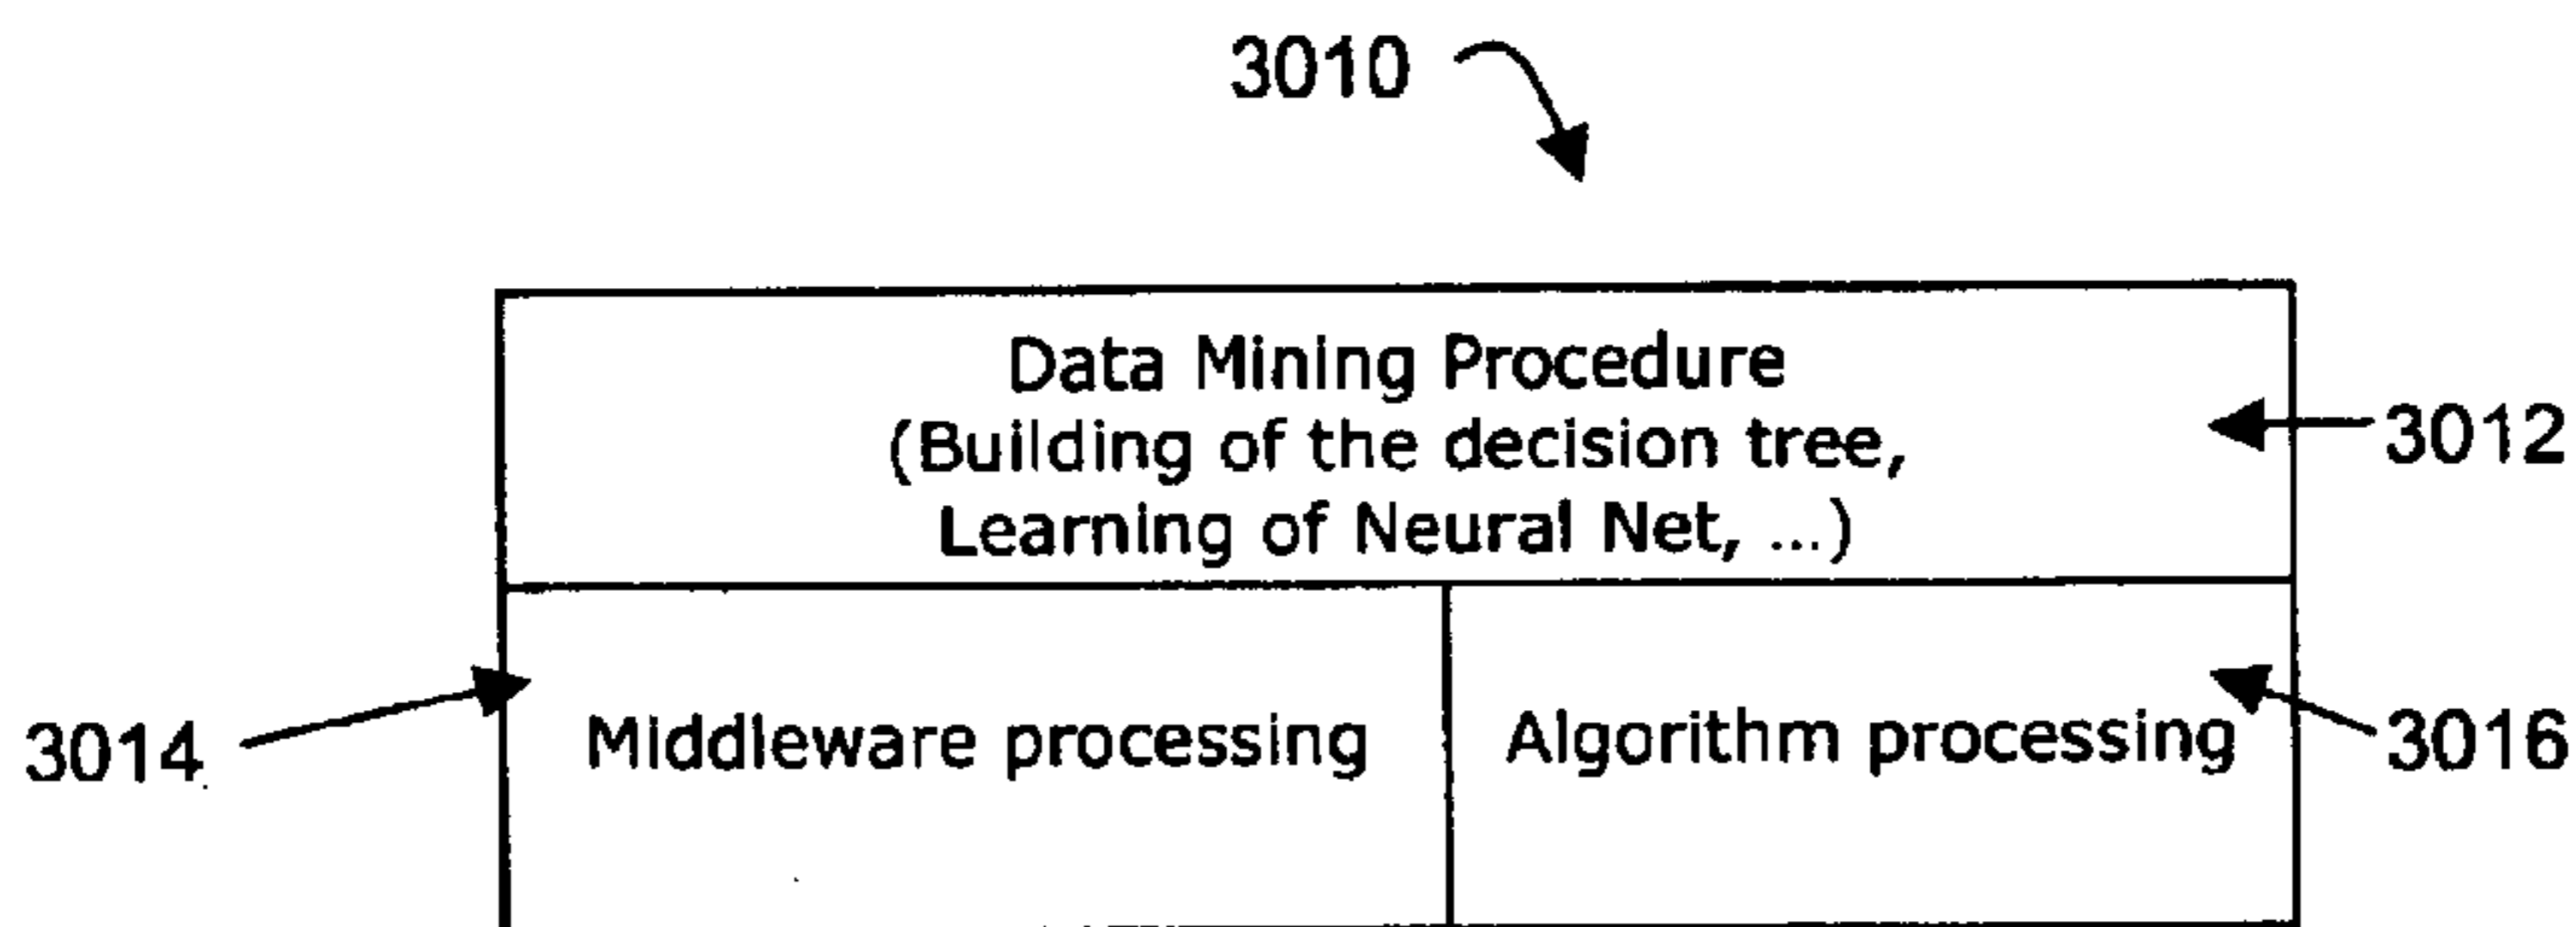 3010
Data Mining Procedure
(Building of the decision tree,
Learning of Neural Net, ...)
3012
3014
Middleware processing
Algorithm processing
3016